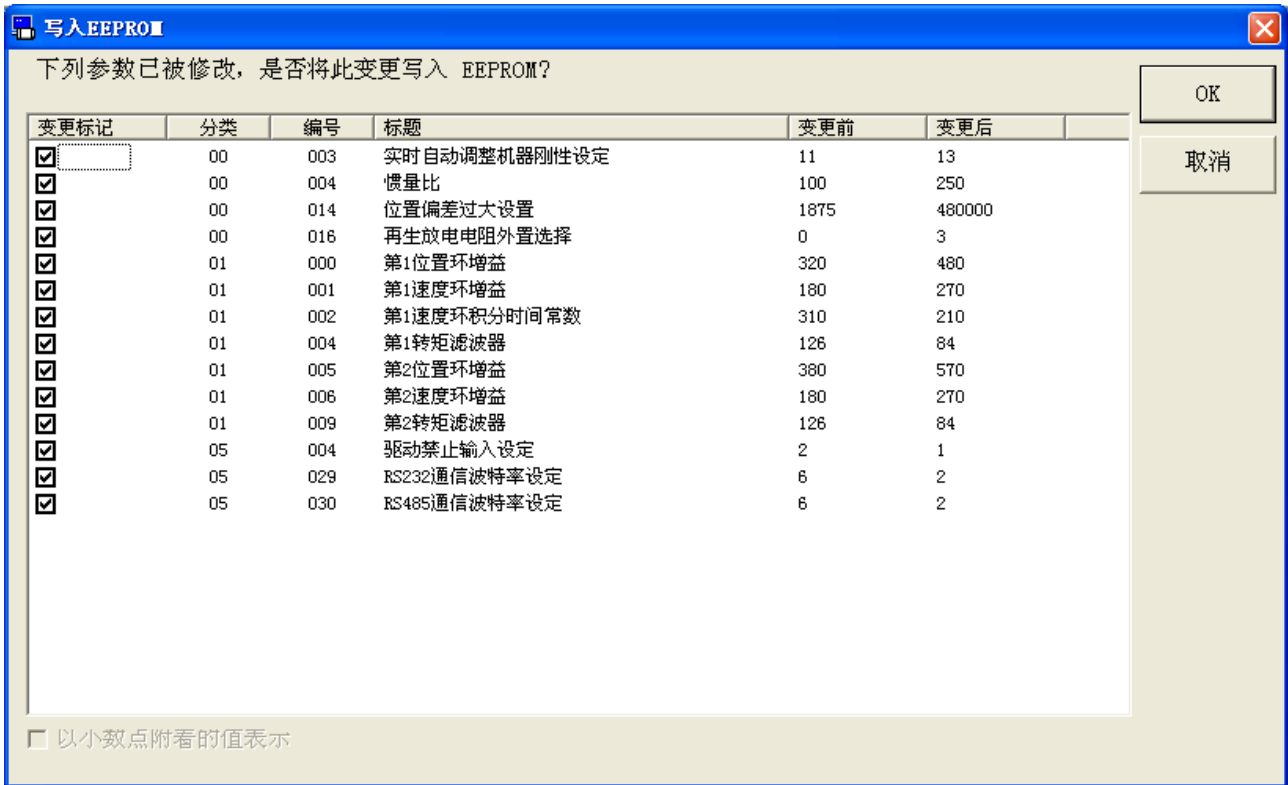 写入EEPROM
下列参数已被修改，是否将此变更写入 EEPROM?
OK
取消
变更标记 分类 编号 标题 变更前 变更后
00 003 实时自动调整机器刚性设定 11 13
00 004 惯量比 100 250
00 014 位置偏差过大设置 1875 480000
00 016 再生放电电阻外置选择 0 3
01 000 第1位置环增益 320 480
01 001 第1速度环增益 180 270
01 002 第1速度环积分时间常数 310 210
01 004 第1转矩滤波器 126 84
01 005 第2位置环增益 380 570
01 006 第2速度环增益 180 270
01 009 第2转矩滤波器 126 84
05 004 驱动禁止输入设定 2 1
05 029 RS232通信波特率设定 6 2
05 030 RS485通信波特率设定 6 2
以小数点附着的值表示